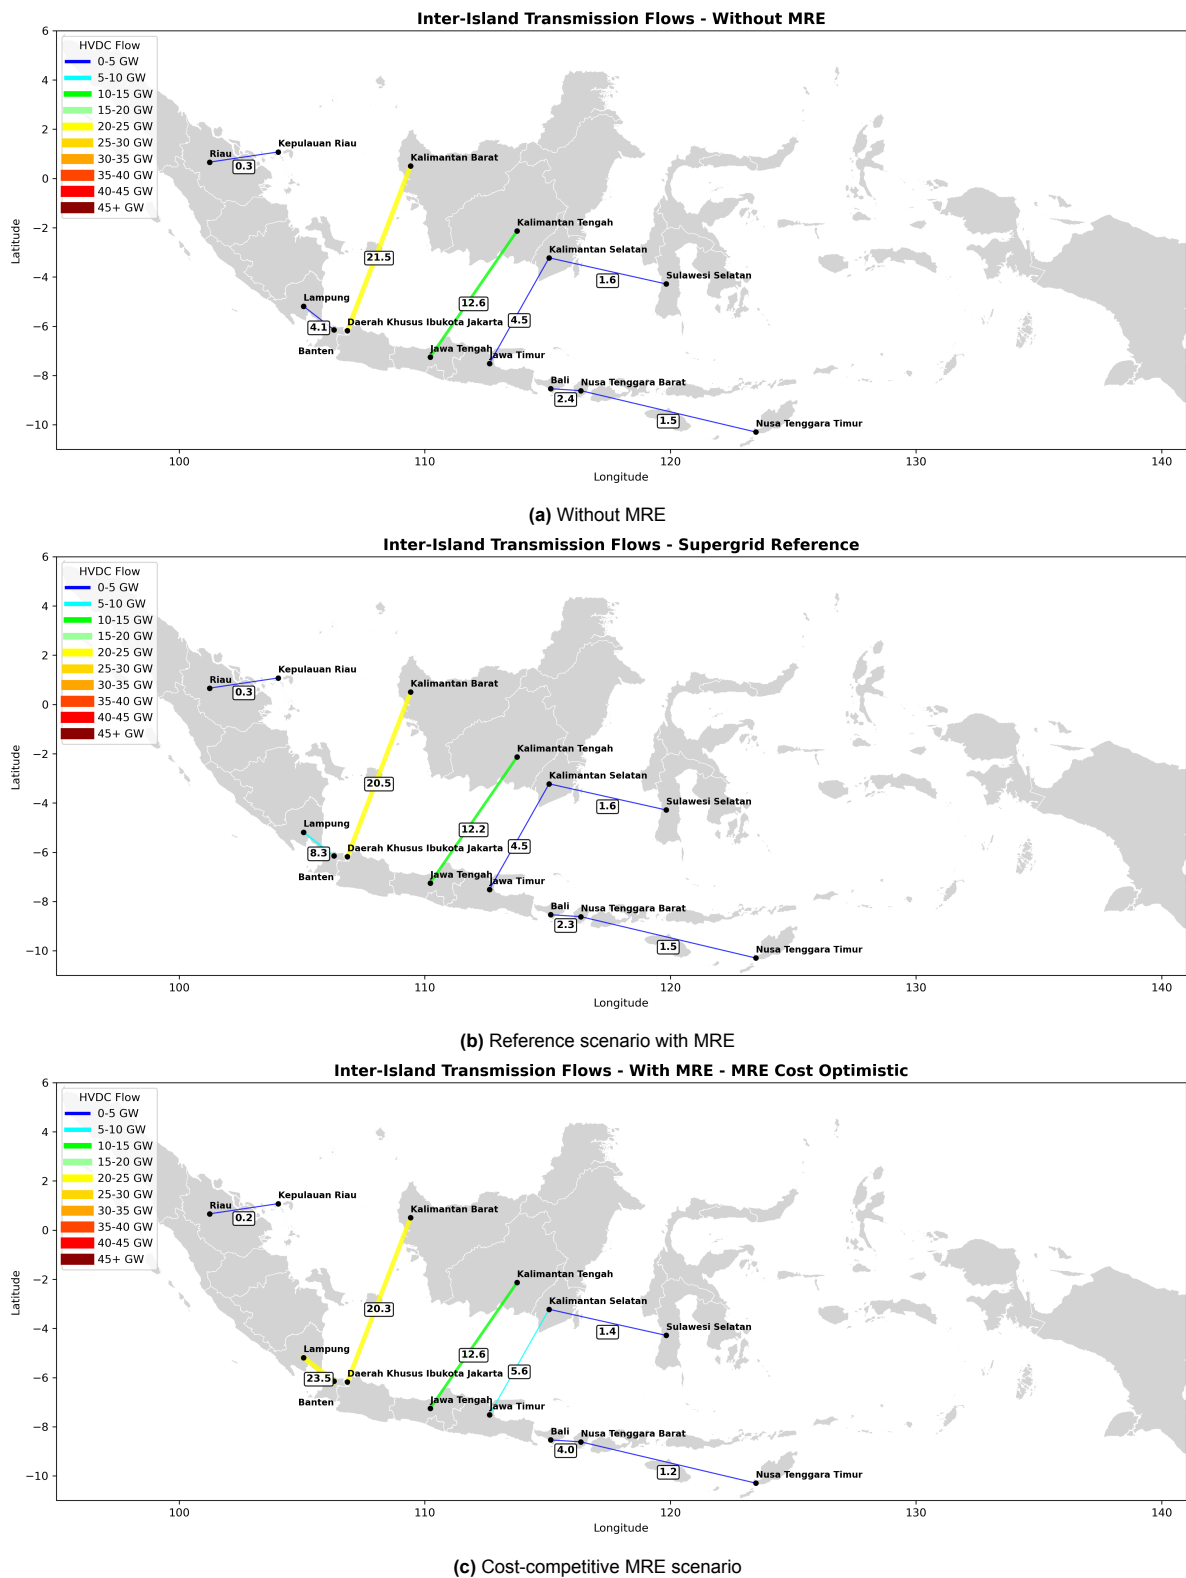 Inter-Island Transmission Flows - Without MRE
HVDC Flow
0-5 GW
5-10 GW
10-15 GW
15-20 GW
20-25 GW
25-30 GW
30-35 GW
35-40 GW
40-45 GW
45+ GW
6
4
2
0
−2
−4
−6
−8
−10
Latitude
Riau
Kepulauan Riau
0.3
Kalimantan Barat
Kalimantan Tengah
Kalimantan Selatan
21.5
1.6
Sulawesi Selatan
Lampung
12.6
4.1
Daerah Khusus Ibukota Jakarta
4.5
Banten
Jawa Tengah
Jawa Timur
Bali
Nusa Tenggara Barat
2.4
1.5
Nusa Tenggara Timur
100
110
120
130
140
Longitude
(a) Without MRE
Inter-Island Transmission Flows - Supergrid Reference
HVDC Flow
0-5 GW
5-10 GW
10-15 GW
15-20 GW
20-25 GW
25-30 GW
30-35 GW
35-40 GW
40-45 GW
45+ GW
6
4
2
0
−2
−4
−6
−8
−10
Latitude
Riau
Kepulauan Riau
0.3
Kalimantan Barat
Kalimantan Tengah
Kalimantan Selatan
20.5
1.6
Sulawesi Selatan
Lampung
12.2
8.3
Daerah Khusus Ibukota Jakarta
4.5
Banten
Jawa Tengah
Jawa Timur
Bali
Nusa Tenggara Barat
2.3
1.5
Nusa Tenggara Timur
100
110
120
130
140
Longitude
(b) Reference scenario with MRE
Inter-Island Transmission Flows - With MRE - MRE Cost Optimistic
HVDC Flow
0-5 GW
5-10 GW
10-15 GW
15-20 GW
20-25 GW
25-30 GW
30-35 GW
35-40 GW
40-45 GW
45+ GW
6
4
2
0
−2
−4
−6
−8
−10
Latitude
Riau
Kepulauan Riau
0.2
Kalimantan Barat
Kalimantan Tengah
Kalimantan Selatan
20.3
1.4
Sulawesi Selatan
Lampung
12.6
23.5
Daerah Khusus Ibukota Jakarta
5.6
Banten
Jawa Tengah
Jawa Timur
Bali
Nusa Tenggara Barat
4.0
1.2
Nusa Tenggara Timur
100
110
120
130
140
Longitude
(c) Cost-competitive MRE scenario